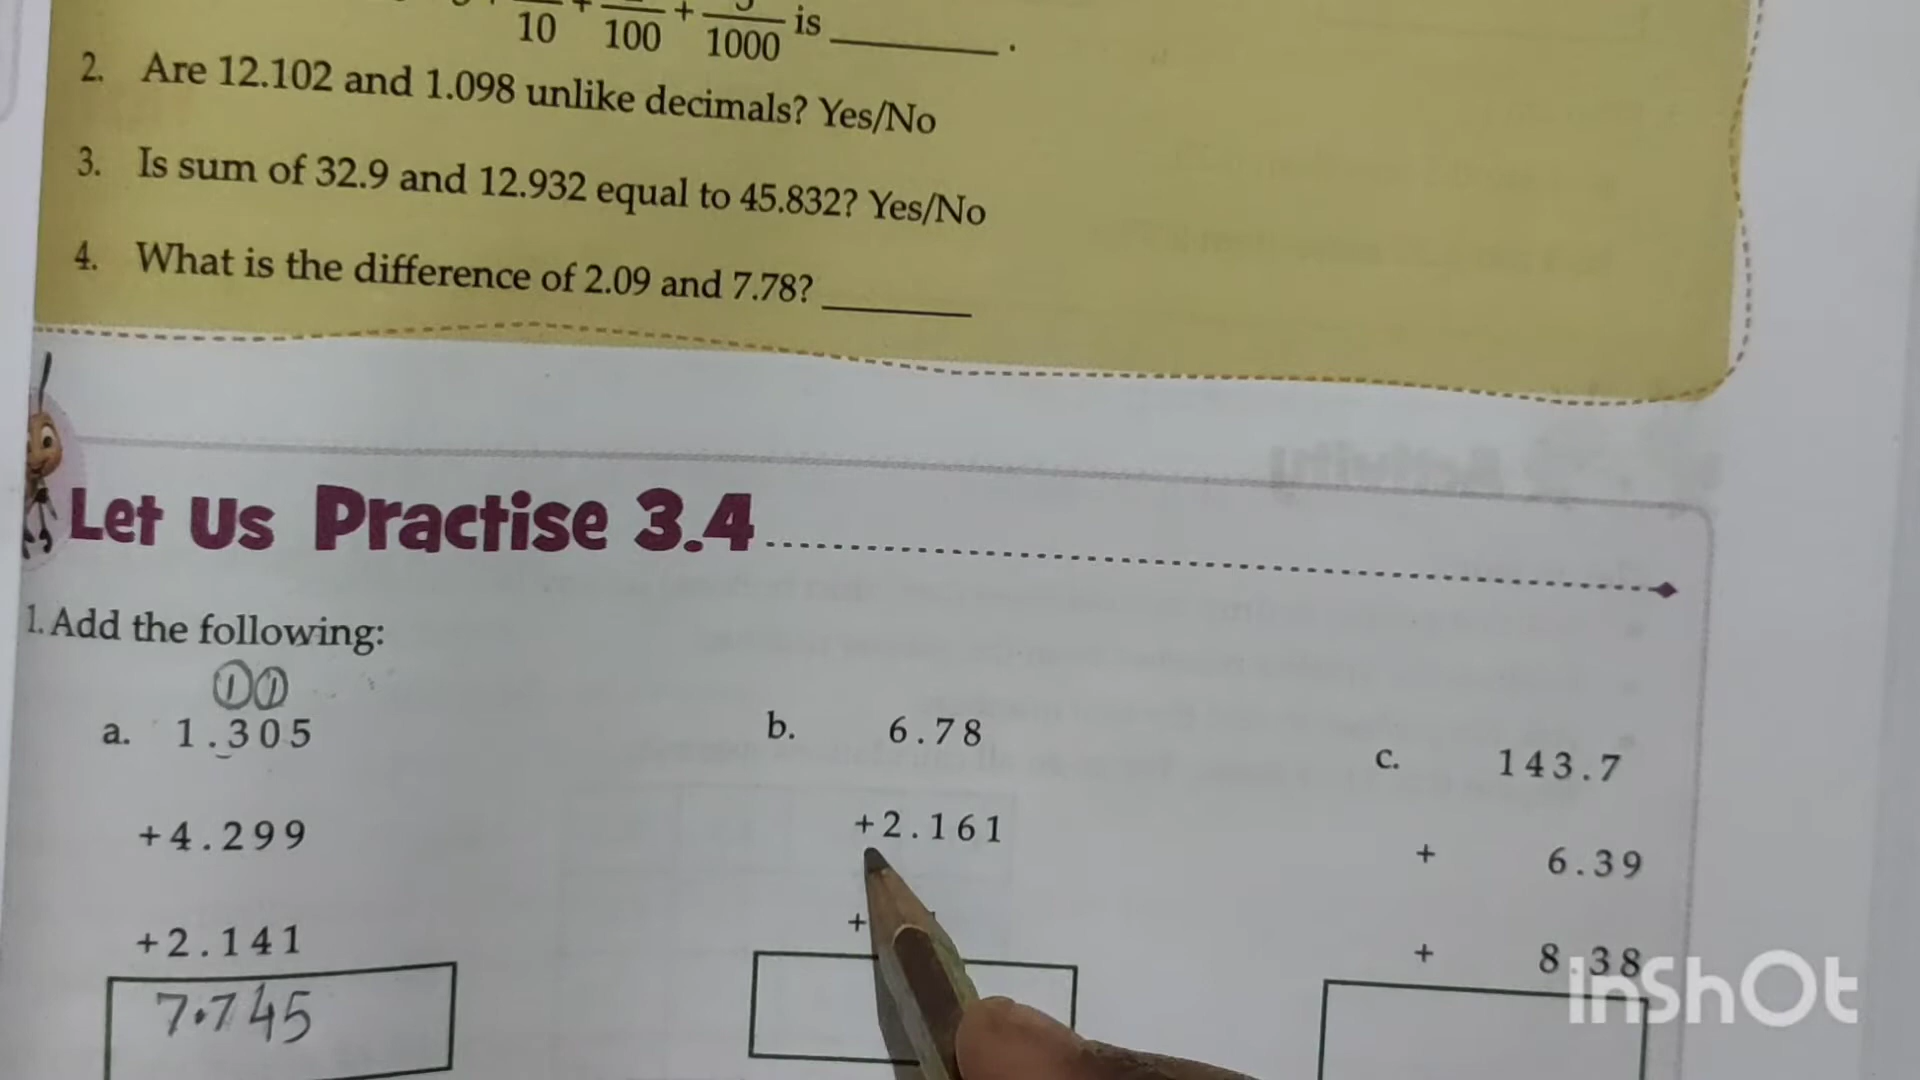 10 + 100 + 1000 is ________ .
2. Are 12.102 and 1.098 unlike decimals? Yes/No
3. Is sum of 32.9 and 12.932 equal to 45.832? Yes/No
4. What is the difference of 2.09 and 7.78? ________
Let Us Practise 3.4
1. Add the following:
1 1
a. 1.305
+4.299
+2.141
7.745
b. 6.78
+2.161
+
c. 143.7
+ 6.39
+ 8.38
InShOt